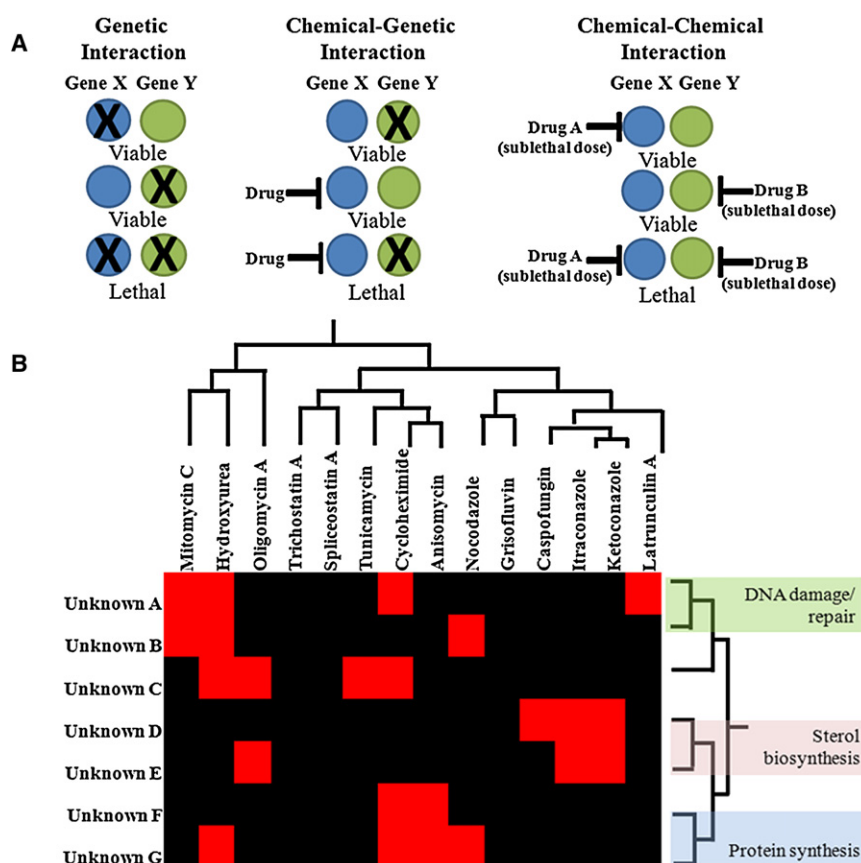 A
Genetic
Interaction
Gene X Gene Y
X
Viable
X
Viable
X X
Lethal
Chemical-Genetic
Interaction
Gene X Gene Y
X
Viable
Drug
Viable
Drug
X
Lethal
Chemical-Chemical
Interaction
Gene X Gene Y
Drug A
(sublethal dose)
Viable
Drug B
(sublethal dose)
Viable
Drug A
(sublethal dose)
Drug B
(sublethal dose)
Lethal
B
Mitomycin C
Hydroxyurea
Oligomycin A
Trichostatin A
Spliceostatin A
Tunicamycin
Cycloheximide
Anisomycin
Nocodazole
Grisofluvin
Caspofungin
Itraconazole
Ketoconazole
Latrunculin A
Unknown A
Unknown B
Unknown C
Unknown D
Unknown E
Unknown F
Unknown G
DNA damage/
repair
Sterol
biosynthesis
Protein synthesis